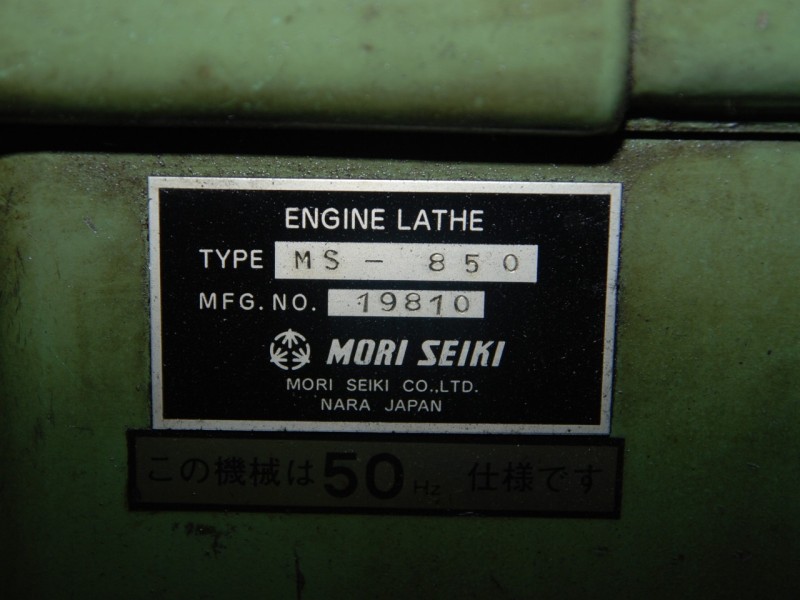 ENGINE LATHE
TYPE MS - 850
MFG. NO. 19810
MORI SEIKI
MORI SEIKI CO.,LTD.
NARA JAPAN
この機械は50Hz 仕様です